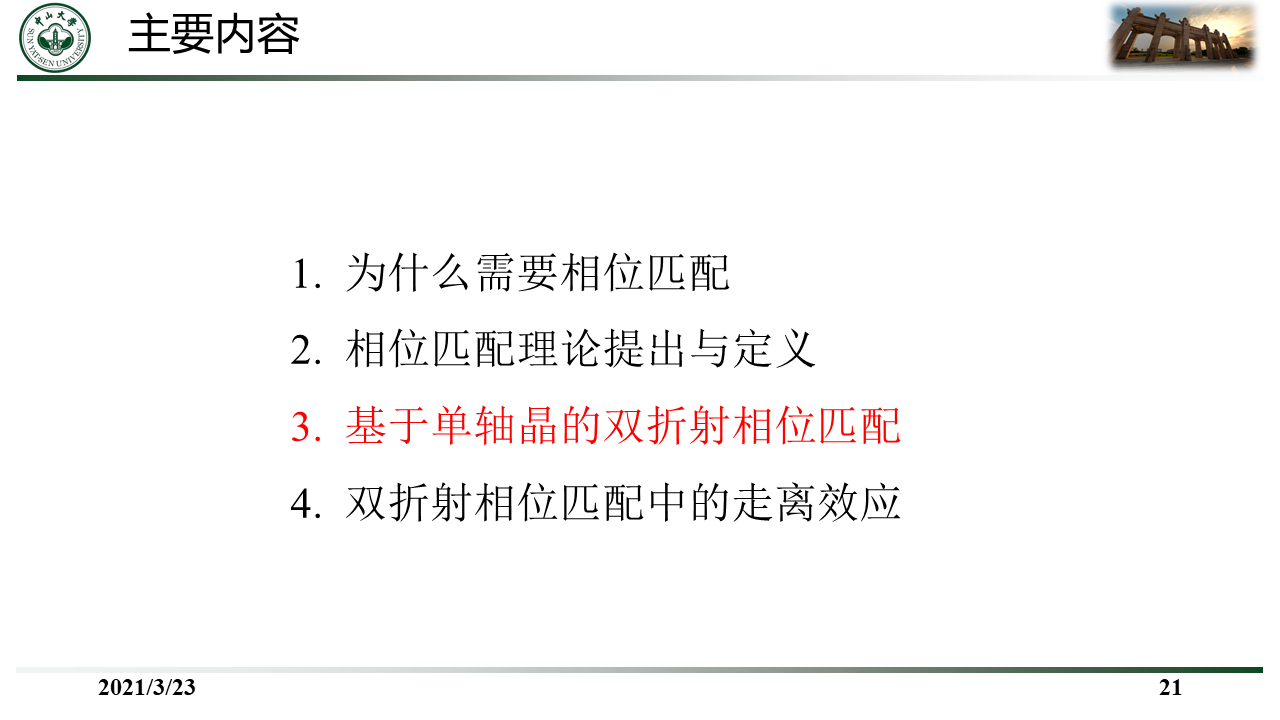 中山大学
SUN YAT-SEN UNIVERSITY
主要内容
1. 为什么需要相位匹配
2. 相位匹配理论提出与定义
3. 基于单轴晶的双折射相位匹配
4. 双折射相位匹配中的走离效应
2021/3/23
21